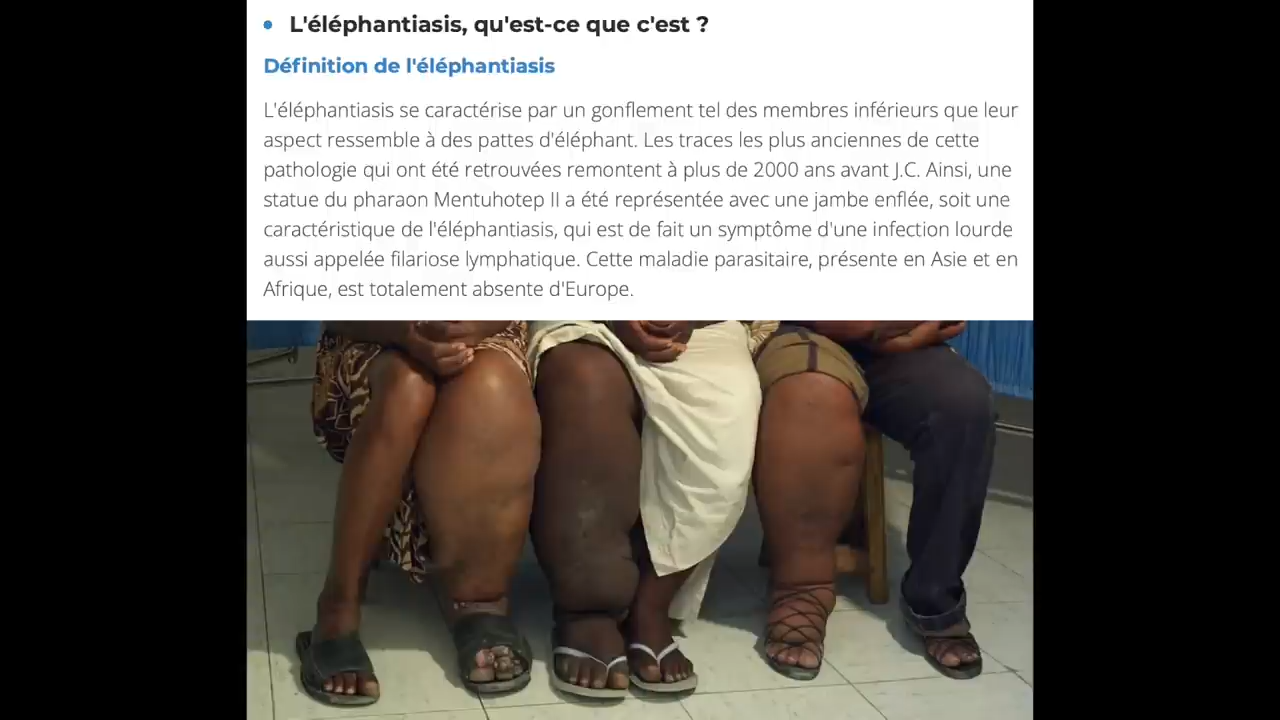 • L'éléphantiasis, qu'est-ce que c'est ?
Définition de l'éléphantiasis
L'éléphantiasis se caractérise par un gonflement tel des membres inférieurs que leur
aspect ressemble à des pattes d'éléphant. Les traces les plus anciennes de cette
pathologie qui ont été retrouvées remontent à plus de 2000 ans avant J.C. Ainsi, une
statue du pharaon Mentuhotep II a été représentée avec une jambe enflée, soit une
caractéristique de l'éléphantiasis, qui est de fait un symptôme d'une infection lourde
aussi appelée filariose lymphatique. Cette maladie parasitaire, présente en Asie et en
Afrique, est totalement absente d'Europe.